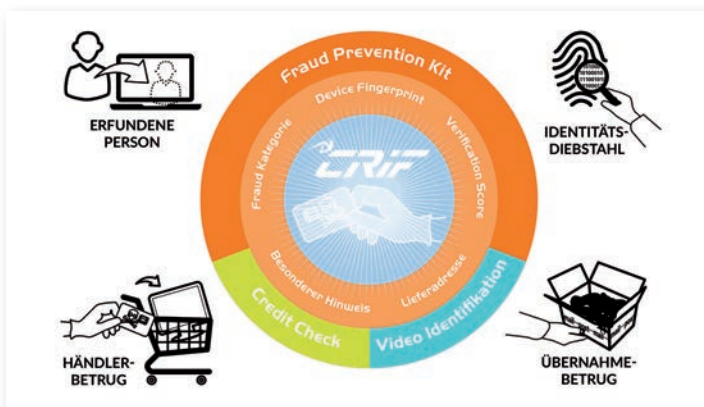 ERFUNDENE
PERSON
Fraud Prevention Kit
Device Fingerprint
Fraud Kategorie
Verification Score
CRIF
Besonderer Hinweis
Lieferadresse
Credit Check
Video Identifikation
IDENTITÄTS-
DIEBSTAHL
HÄNDLER-
BETRUG
ÜBERNAHME-
BETRUG